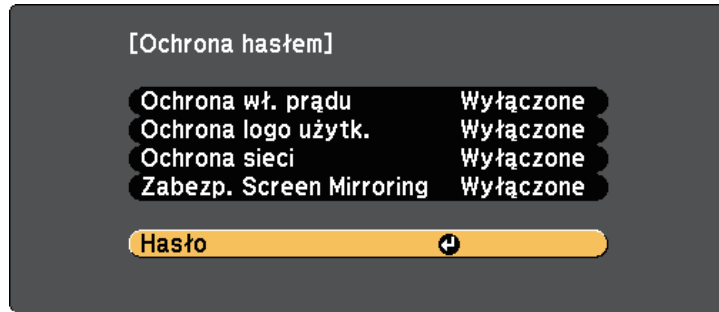 [Ochrona hasłem]
Ochrona wł. prądu Wyłączone
Ochrona logo użytk. Wyłączone
Ochrona sieci Wyłączone
Zabezp. Screen Mirroring Wyłączone
Hasło